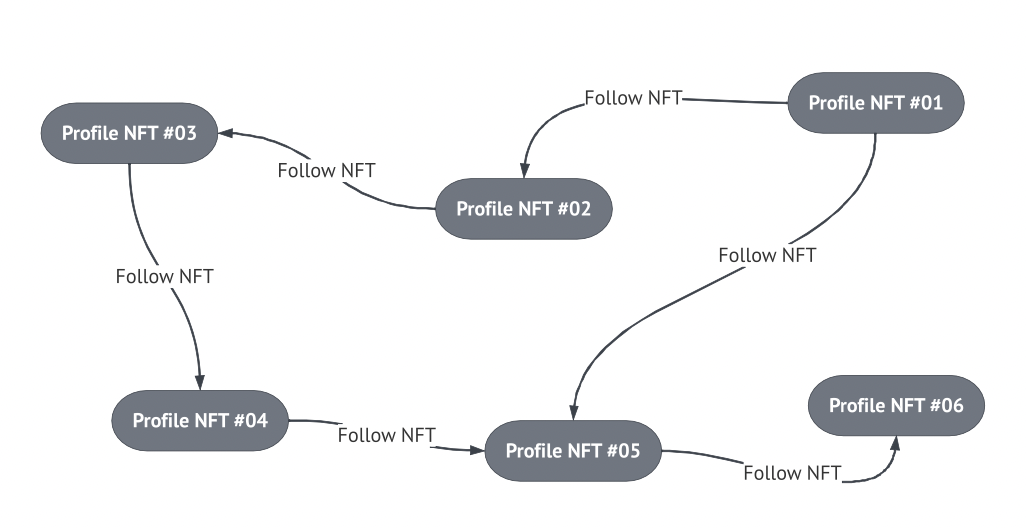 Follow NFT
Profile NFT #01
Profile NFT #03
Follow NFT
Profile NFT #02
Follow NFT
Follow NFT
Profile NFT #06
Profile NFT #04
Follow NFT
Profile NFT #05
Follow NFT